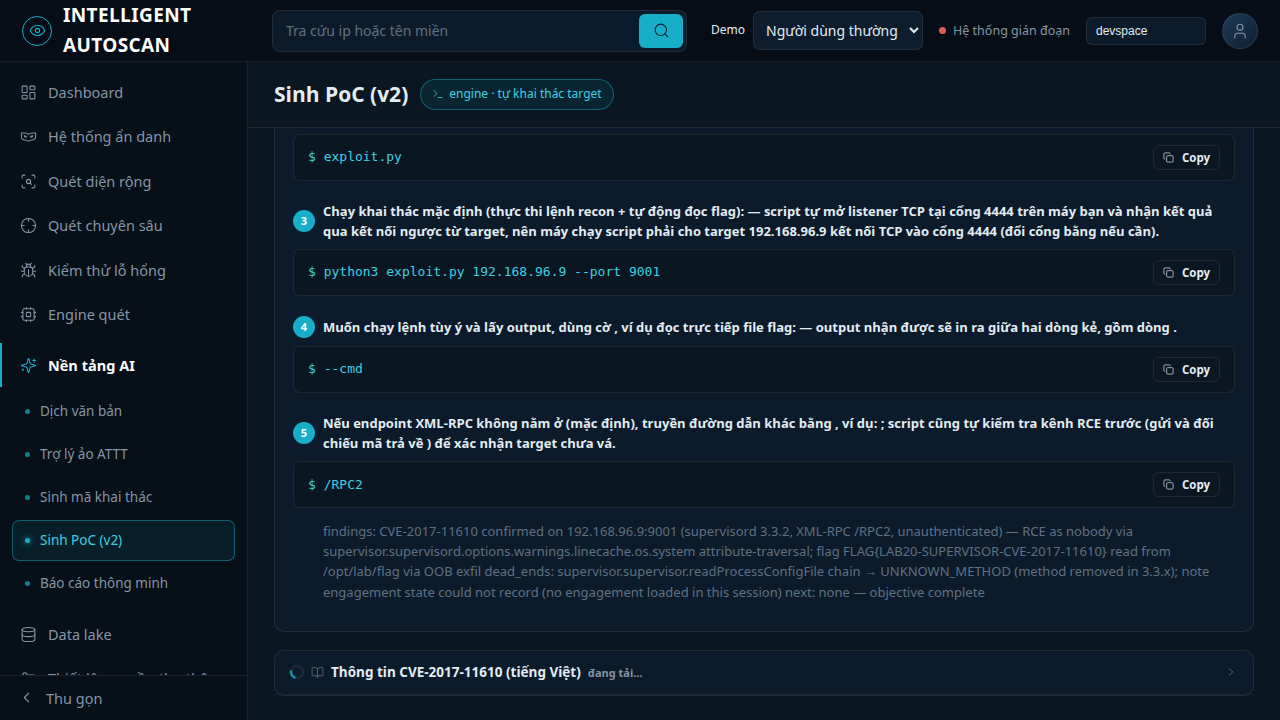 INTELLIGENT
AUTOSCAN
Tra cứu ip hoặc tên miền
Demo
Người dùng thường
Hệ thống gián đoạn
devspace
Dashboard
Hệ thống ẩn danh
Quét diện rộng
Quét chuyên sâu
Kiểm thử lỗ hổng
Engine quét
Nền tảng AI
Dịch văn bản
Trợ lý ảo ATTT
Sinh mã khai thác
Sinh PoC (v2)
Báo cáo thông minh
Data lake
Thu gọn
Sinh PoC (v2)
engine · tự khai thác target
$ exploit.py
Copy
3
Chạy khai thác mặc định (thực thi lệnh recon + tự động đọc flag): — script tự mở listener TCP tại cổng 4444 trên máy bạn và nhận kết quả
qua kết nối ngược từ target, nên máy chạy script phải cho target 192.168.96.9 kết nối TCP vào cổng 4444 (đổi cổng bằng nếu cần).
$ python3 exploit.py 192.168.96.9 --port 9001
Copy
4
Muốn chạy lệnh tùy ý và lấy output, dùng cờ , ví dụ đọc trực tiếp file flag: — output nhận được sẽ in ra giữa hai dòng kẻ, gồm dòng .
$ --cmd
Copy
5
Nếu endpoint XML-RPC không nằm ở (mặc định), truyền đường dẫn khác bằng , ví dụ: ; script cũng tự kiểm tra kênh RCE trước (gửi và đối
chiếu mã trả về ) để xác nhận target chưa vá.
$ /RPC2
Copy
findings: CVE-2017-11610 confirmed on 192.168.96.9:9001 (supervisord 3.3.2, XML-RPC /RPC2, unauthenticated) — RCE as nobody via
supervisor.supervisord.options.warnings.linecache.os.system attribute-traversal; flag FLAG{LAB20-SUPERVISOR-CVE-2017-11610} read from
/opt/lab/flag via OOB exfil dead_ends: supervisor.supervisor.readProcessConfigFile chain → UNKNOWN_METHOD (method removed in 3.3.x); note
engagement state could not record (no engagement loaded in this session) next: none — objective complete
Thông tin CVE-2017-11610 (tiếng Việt) đang tải...